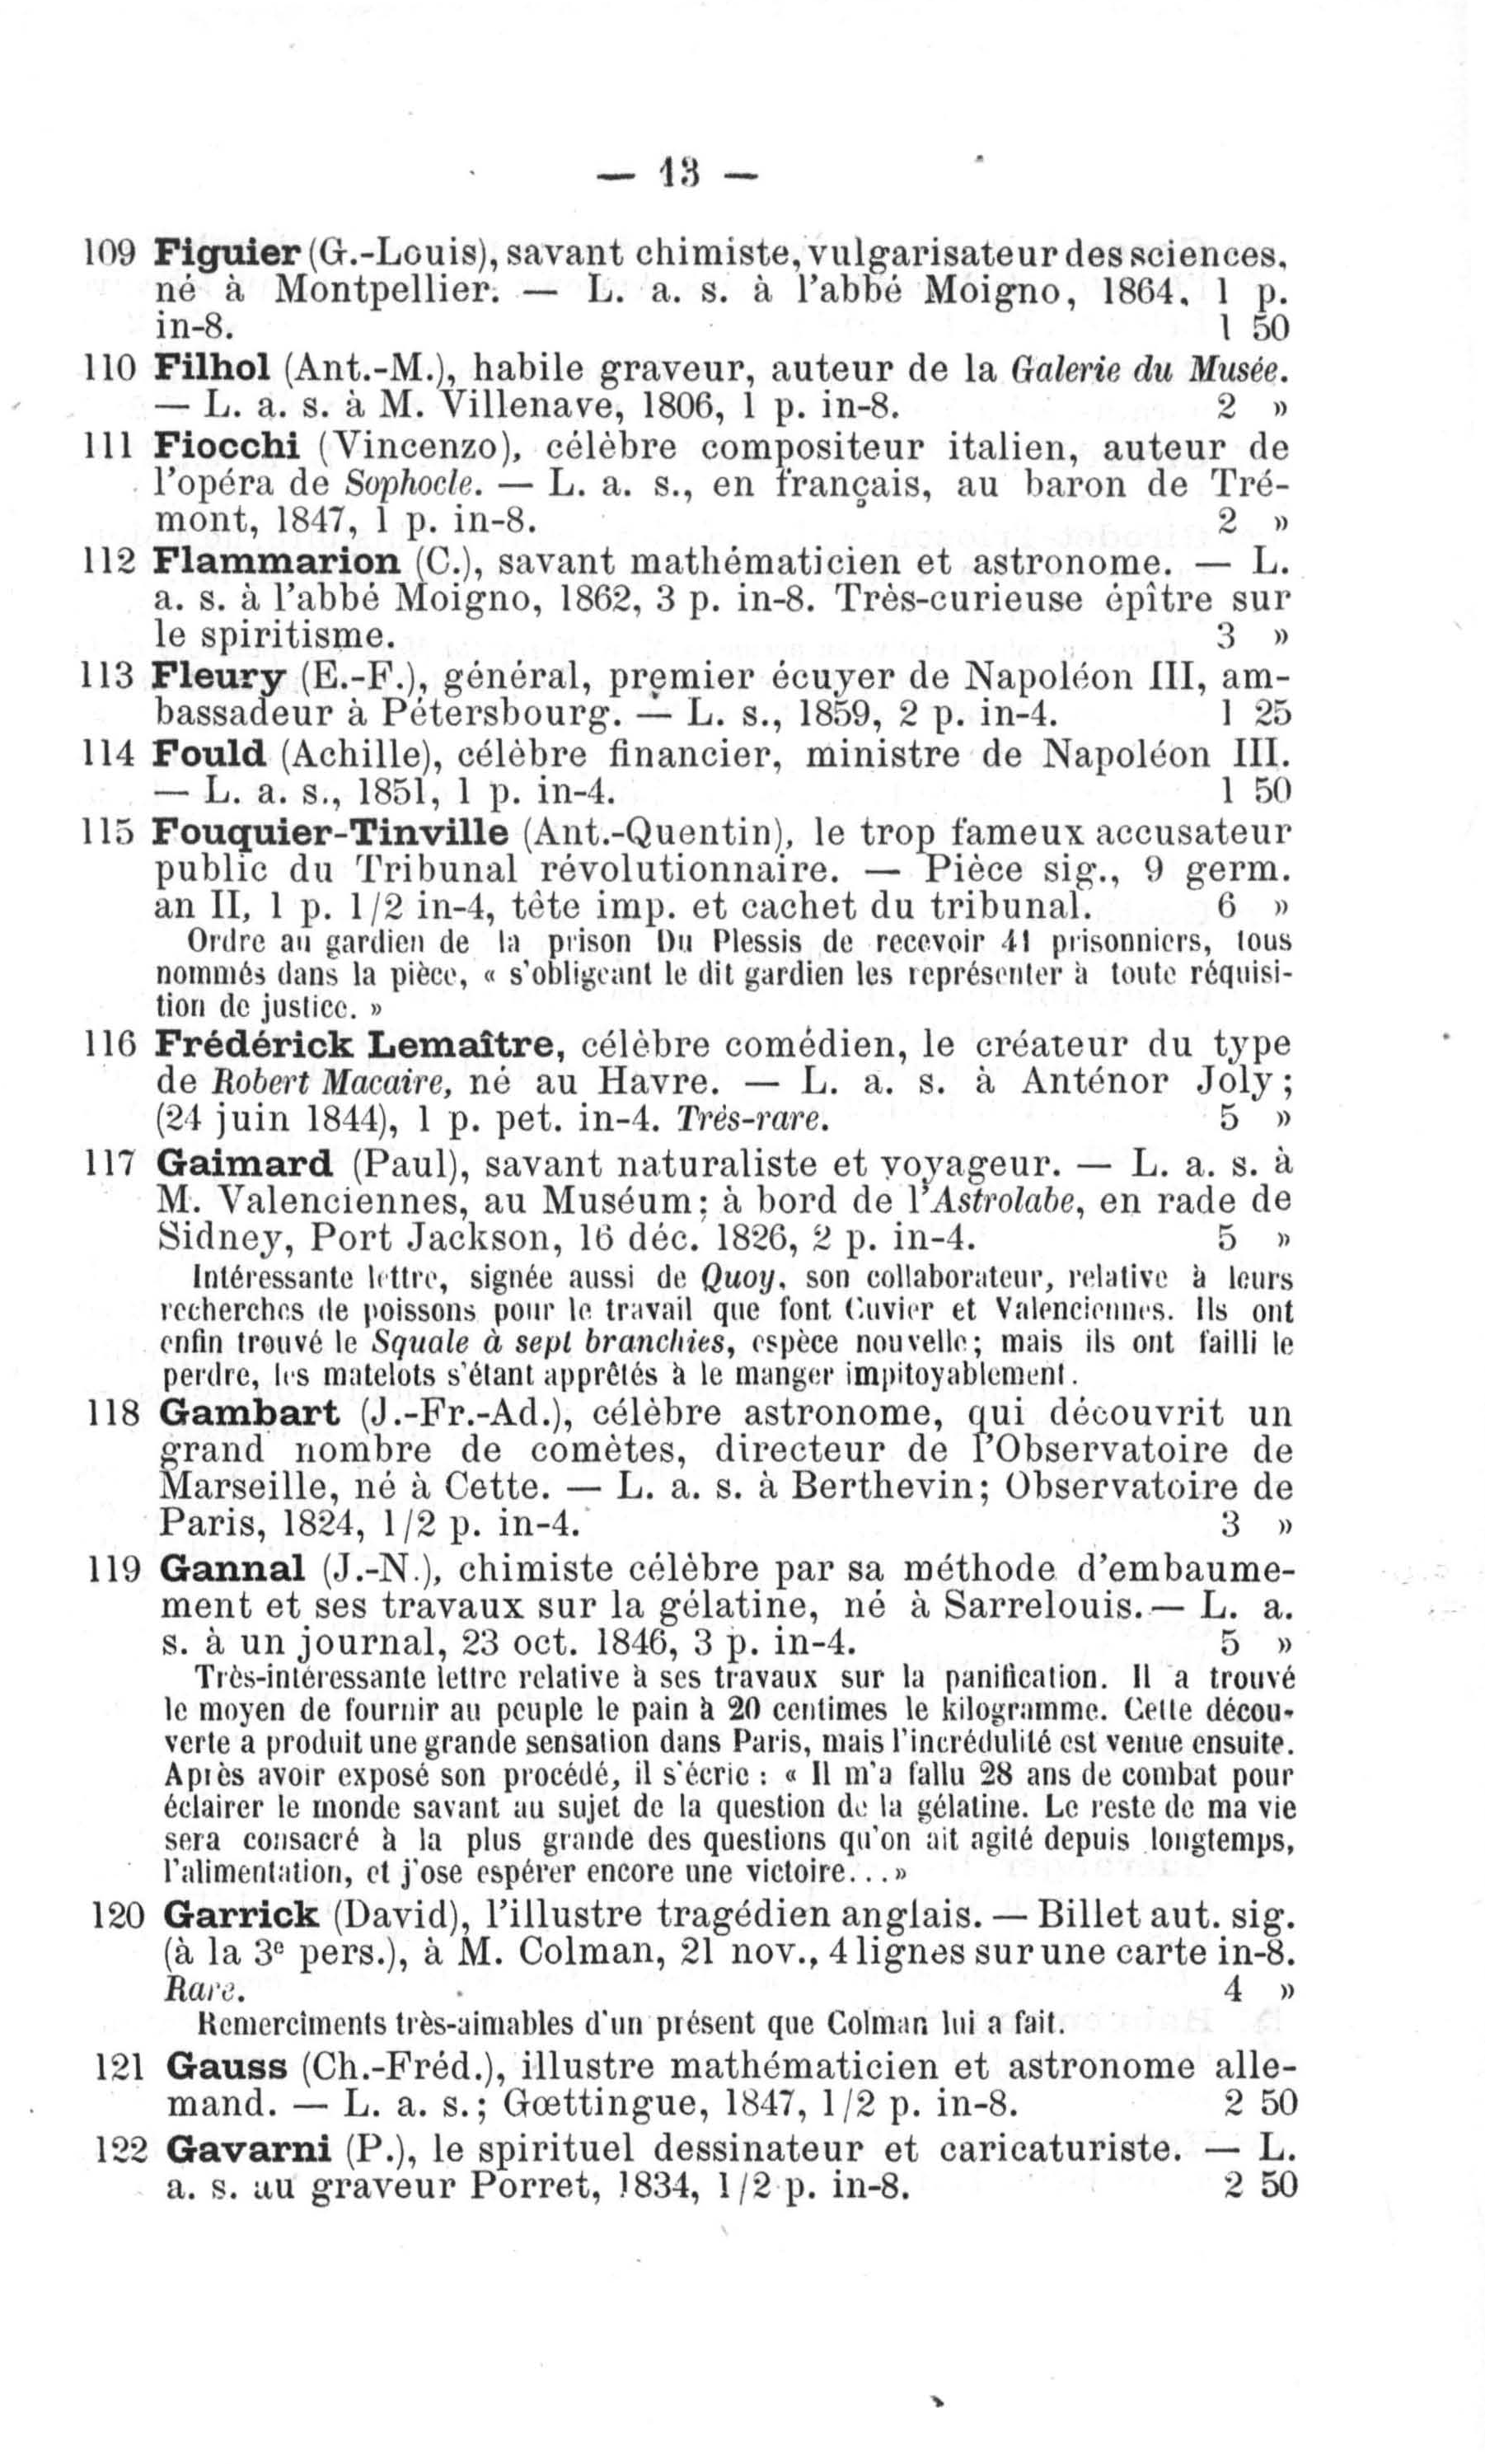 — 13 —
109 Figuier (G.-Louis), savant chimiste, vulgarisateur des sciences,
né à Montpellier. — L. a. s. à l'abbé Moigno, 1864. 1 p.
in-8. 1 50
110 Filhol (Ant.-M.), habile graveur, auteur de la Galerie du Musée.
— L. a. s. à M. Villenave, 1806, 1 p. in-8. 2 »
111 Fiocchi (Vincenzo), célèbre compositeur italien, auteur de
l'opéra de Sophocle. — L. a. s., en français, au baron de Tré-
mont, 1847, 1 p. in-8. 2 »
112 Flammarion (C.), savant mathématicien et astronome. — L.
a. s. à l'abbé Moigno, 1862, 3 p. in-8. Très-curieuse épître sur
le spiritisme. 3 »
113 Fleury (E.-F.), général, premier écuyer de Napoléon III, am-
bassadeur à Pétersbourg. — L. s., 1859, 2 p. in-4. 1 25
114 Fould (Achille), célèbre financier, ministre de Napoléon III.
— L. a. s., 1851, 1 p. in-4. 1 50
115 Fouquier-Tinville (Ant.-Quentin), le trop fameux accusateur
public du Tribunal révolutionnaire. — Pièce sig., 9 germ.
an II, 1 p. 1/2 in-4, tête imp. et cachet du tribunal. 6 »
Ordre au gardien de la prison Du Plessis de recevoir 41 prisonniers, tous
nommés dans la pièce, « s'obligeant le dit gardien les représenter à toute réquisi-
tion de justice. »
116 Frédérick Lemaître, célèbre comédien, le créateur du type
de Robert Macaire, né au Havre. — L. a. s. à Anténor Joly;
(24 juin 1844), 1 p. pet. in-4. Très-rare. 5 »
117 Gaimard (Paul), savant naturaliste et voyageur. — L. a. s. à
M. Valenciennes, au Muséum; à bord de l'Astrolabe, en rade de
Sidney, Port Jackson, 16 déc. 1826, 2 p. in-4. 5 »
Intéressante lettre, signée aussi de Quoy, son collaborateur, relative à leurs
recherches de poissons pour le travail que font Cuvier et Valenciennes. Ils ont
enfin trouvé le Squale à sept branchies, espèce nouvelle; mais ils ont failli le
perdre, les matelots s'étant apprêtés à le manger impitoyablement.
118 Gambart (J.-Fr.-Ad.), célèbre astronome, qui découvrit un
grand nombre de comètes, directeur de l'Observatoire de
Marseille, né à Cette. — L. a. s. à Berthevin; Observatoire de
Paris, 1824, 1/2 p. in-4. 3 »
119 Gannal (J.-N.), chimiste célèbre par sa méthode d'embaume-
ment et ses travaux sur la gélatine, né à Sarrelouis. — L. a.
s. à un journal, 23 oct. 1846, 3 p. in-4. 5 »
Très-intéressante lettre relative à ses travaux sur la panification. Il a trouvé
le moyen de fournir au peuple le pain à 20 centimes le kilogramme. Cette décou-
verte a produit une grande sensation dans Paris, mais l'incrédulité est venue ensuite.
Après avoir exposé son procédé, il s'écrie : « Il m'a fallu 28 ans de combat pour
éclairer le monde savant au sujet de la question de la gélatine. Le reste de ma vie
sera consacré à la plus grande des questions qu'on ait agité depuis longtemps,
l'alimentation, et j'ose espérer encore une victoire... »
120 Garrick (David), l'illustre tragédien anglais. — Billet aut. sig.
(à la 3e pers.), à M. Colman, 21 nov., 4 lignes sur une carte in-8.
Rare. 4 »
Remercîments très-aimables d'un présent que Colman lui a fait.
121 Gauss (Ch.-Fréd.), illustre mathématicien et astronome alle-
mand. — L. a. s.; Gœttingue, 1847, 1/2 p. in-8. 2 50
122 Gavarni (P.), le spirituel dessinateur et caricaturiste. — L.
a. s. au graveur Porret, 1834, 1/2 p. in-8. 2 50